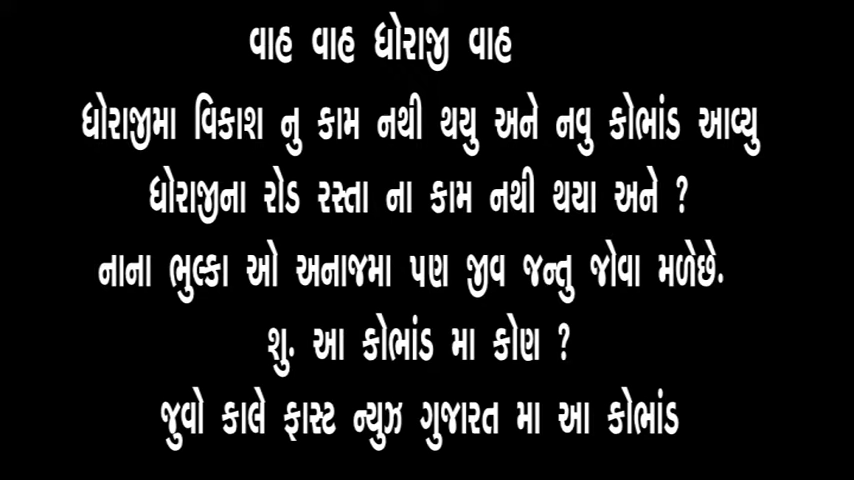 વાહ વાહ ધોરાજી વાહ
ધોરાજીમા વિકાશ નુ કામ નથી થયુ અને નવુ કોભાંડ આવ્યુ
ધોરાજીના રોડ રસ્તા ના કામ નથી થયા અને ?
નાના ભુલ્કા ઓ અનાજમા પણ જીવ જન્તુ જોવા મળેછે.
શુ. આ કોભાંડ મા કોણ ?
જુવો કાલે ફાસ્ટ ન્યુઝ ગુજારત મા આ કોભાંડ